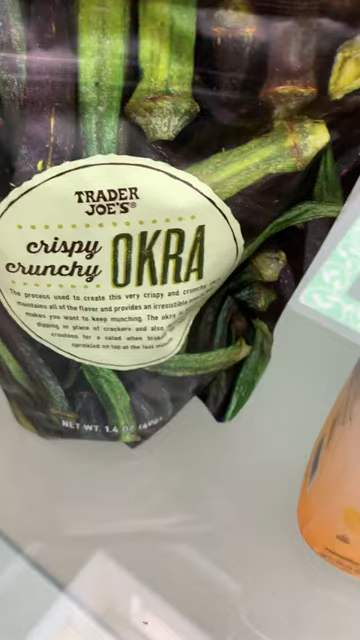 TRADER
JOE'S®
crispy
crunchy
OKRA
The process used to create this very crispy and crunchy
maintains all of the flavor and provides an irresistible
makes you want to keep munching. The okra
dipping in place of crackers and also
croutons for a salad when
sprinkled on top at the last
NET WT. 1.4 OZ (40g)